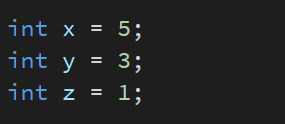 int x = 5;
int y = 3;
int z = 1;